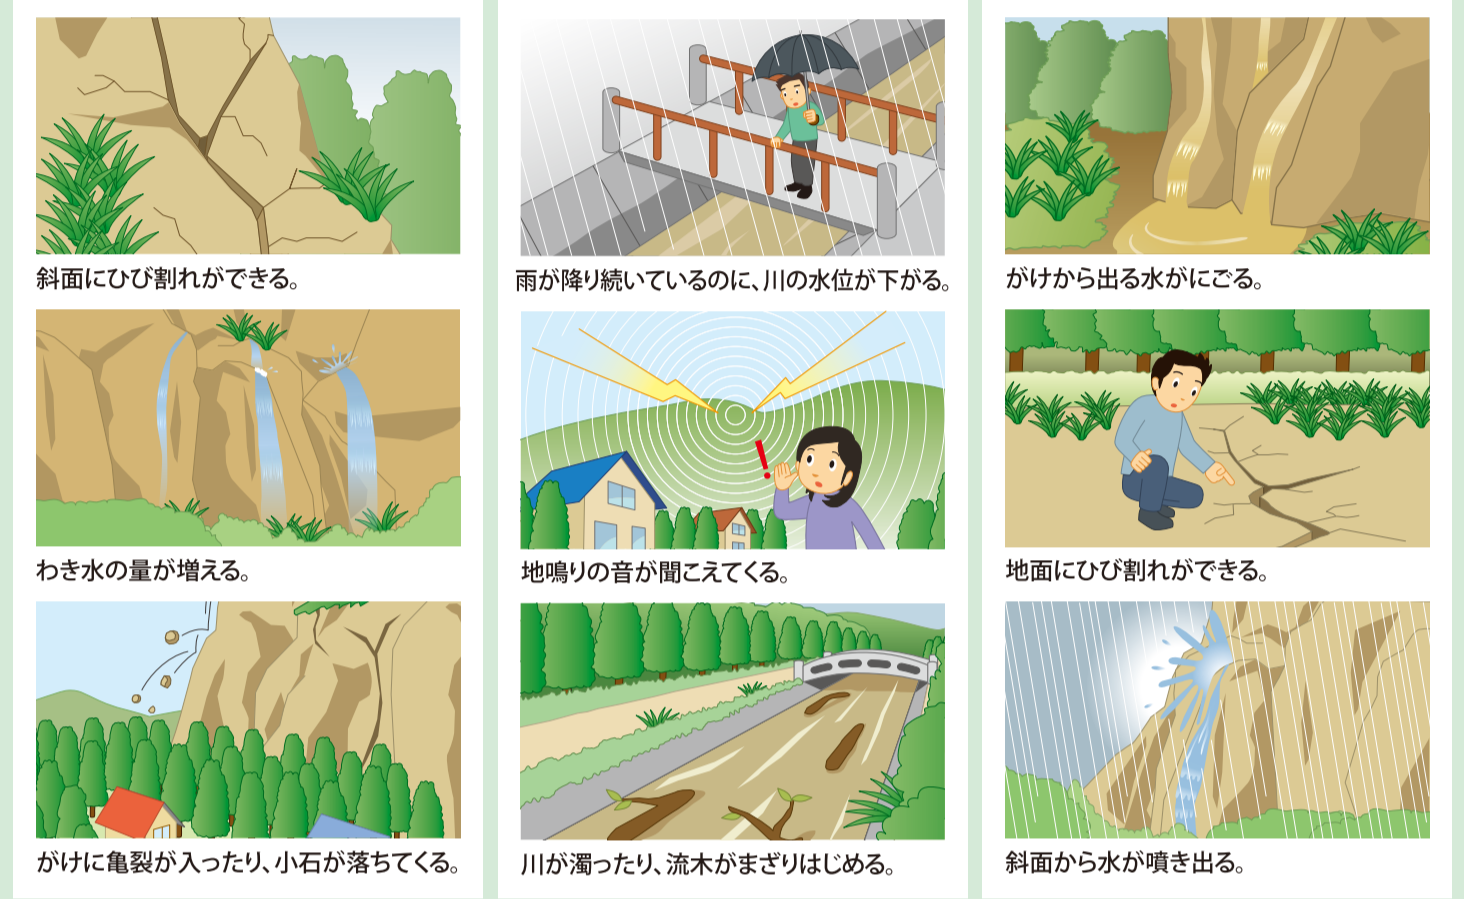 斜面にひび割れができる。
わき水の量が増える。
がけに亀裂が入ったり、小石が落ちてくる。
雨が降り続いているのに、川の水位が下がる。
地鳴りの音が聞こえてくる。
川が濁ったり、流木がまざりはじめる。
がけから出る水がにごる。
地面にひび割れができる。
斜面から水が噴き出る。